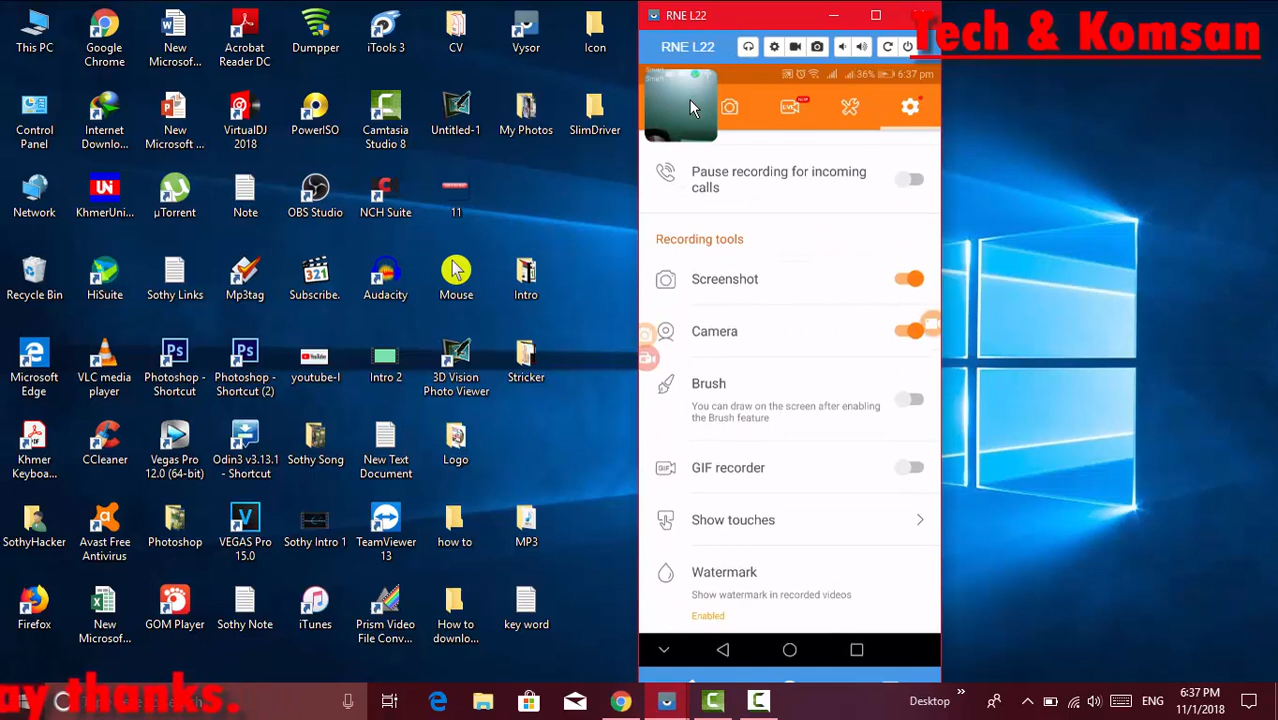 This PC
Google Chrome
New Microsof...
Acrobat Reader DC
Dumpper
iTools 3
CV
Vysor
Icon
Control Panel
Internet Downlo...
New Microsoft ...
VirtualDJ 2018
PowerISO
Camtasia Studio 8
Untitled-1
My Photos
SlimDriver
Network
KhmerUni...
µTorrent
Note
OBS Studio
NCH Suite
11
Recycle Bin
HiSuite
Sothy Links
Mp3tag
Subscribe.
Audacity
Mouse
Intro
Microsoft Edge
VLC media player
Photoshop - Shortcut
Photoshop - Shortcut (2)
youtube-l
Intro 2
3D Vision Photo Viewer
Stricker
Khmer Keyboa...
CCleaner
Vegas Pro 12.0 (64-bit)
Odin3 v3.13.1 - Shortcut
Sothy Song
New Text Document
Logo
SothyHacker
Avast Free Antivirus
Photoshop
VEGAS Pro 15.0
Sothy Intro 1
TeamViewer 13
how to
MP3
Firefox
New Microsof...
GOM Player
Sothy Note
iTunes
Prism Video File Conv...
How to downlo...
key word
RNE L22
RNE L22
Tech & Komsan
36% 6:37 pm
LIVE
Pause recording for incoming
calls
Recording tools
Screenshot
Camera
Brush
You can draw on the screen after enabling
the Brush feature
GIF recorder
Show touches
Watermark
Show watermark in recorded videos
Enabled
ay thanks.
Desktop
ENG
6:37 PM
11/1/2018